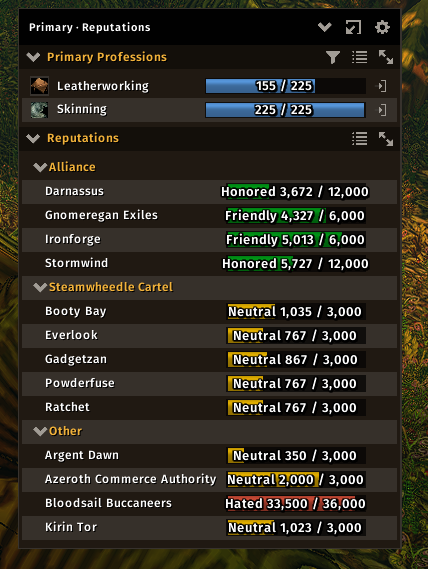 Primary · Reputations
Primary Professions
Leatherworking 155 / 225
Skinning 225 / 225
Reputations
Alliance
Darnassus Honored 3,672 / 12,000
Gnomeregan Exiles Friendly 4,327 / 6,000
Ironforge Friendly 5,013 / 6,000
Stormwind Honored 5,727 / 12,000
Steamwheedle Cartel
Booty Bay Neutral 1,035 / 3,000
Everlook Neutral 767 / 3,000
Gadgetzan Neutral 867 / 3,000
Powderfuse Neutral 767 / 3,000
Ratchet Neutral 767 / 3,000
Other
Argent Dawn Neutral 350 / 3,000
Azeroth Commerce Authority Neutral 2,000 / 3,000
Bloodsail Buccaneers Hated 33,500 / 36,000
Kirin Tor Neutral 1,023 / 3,000